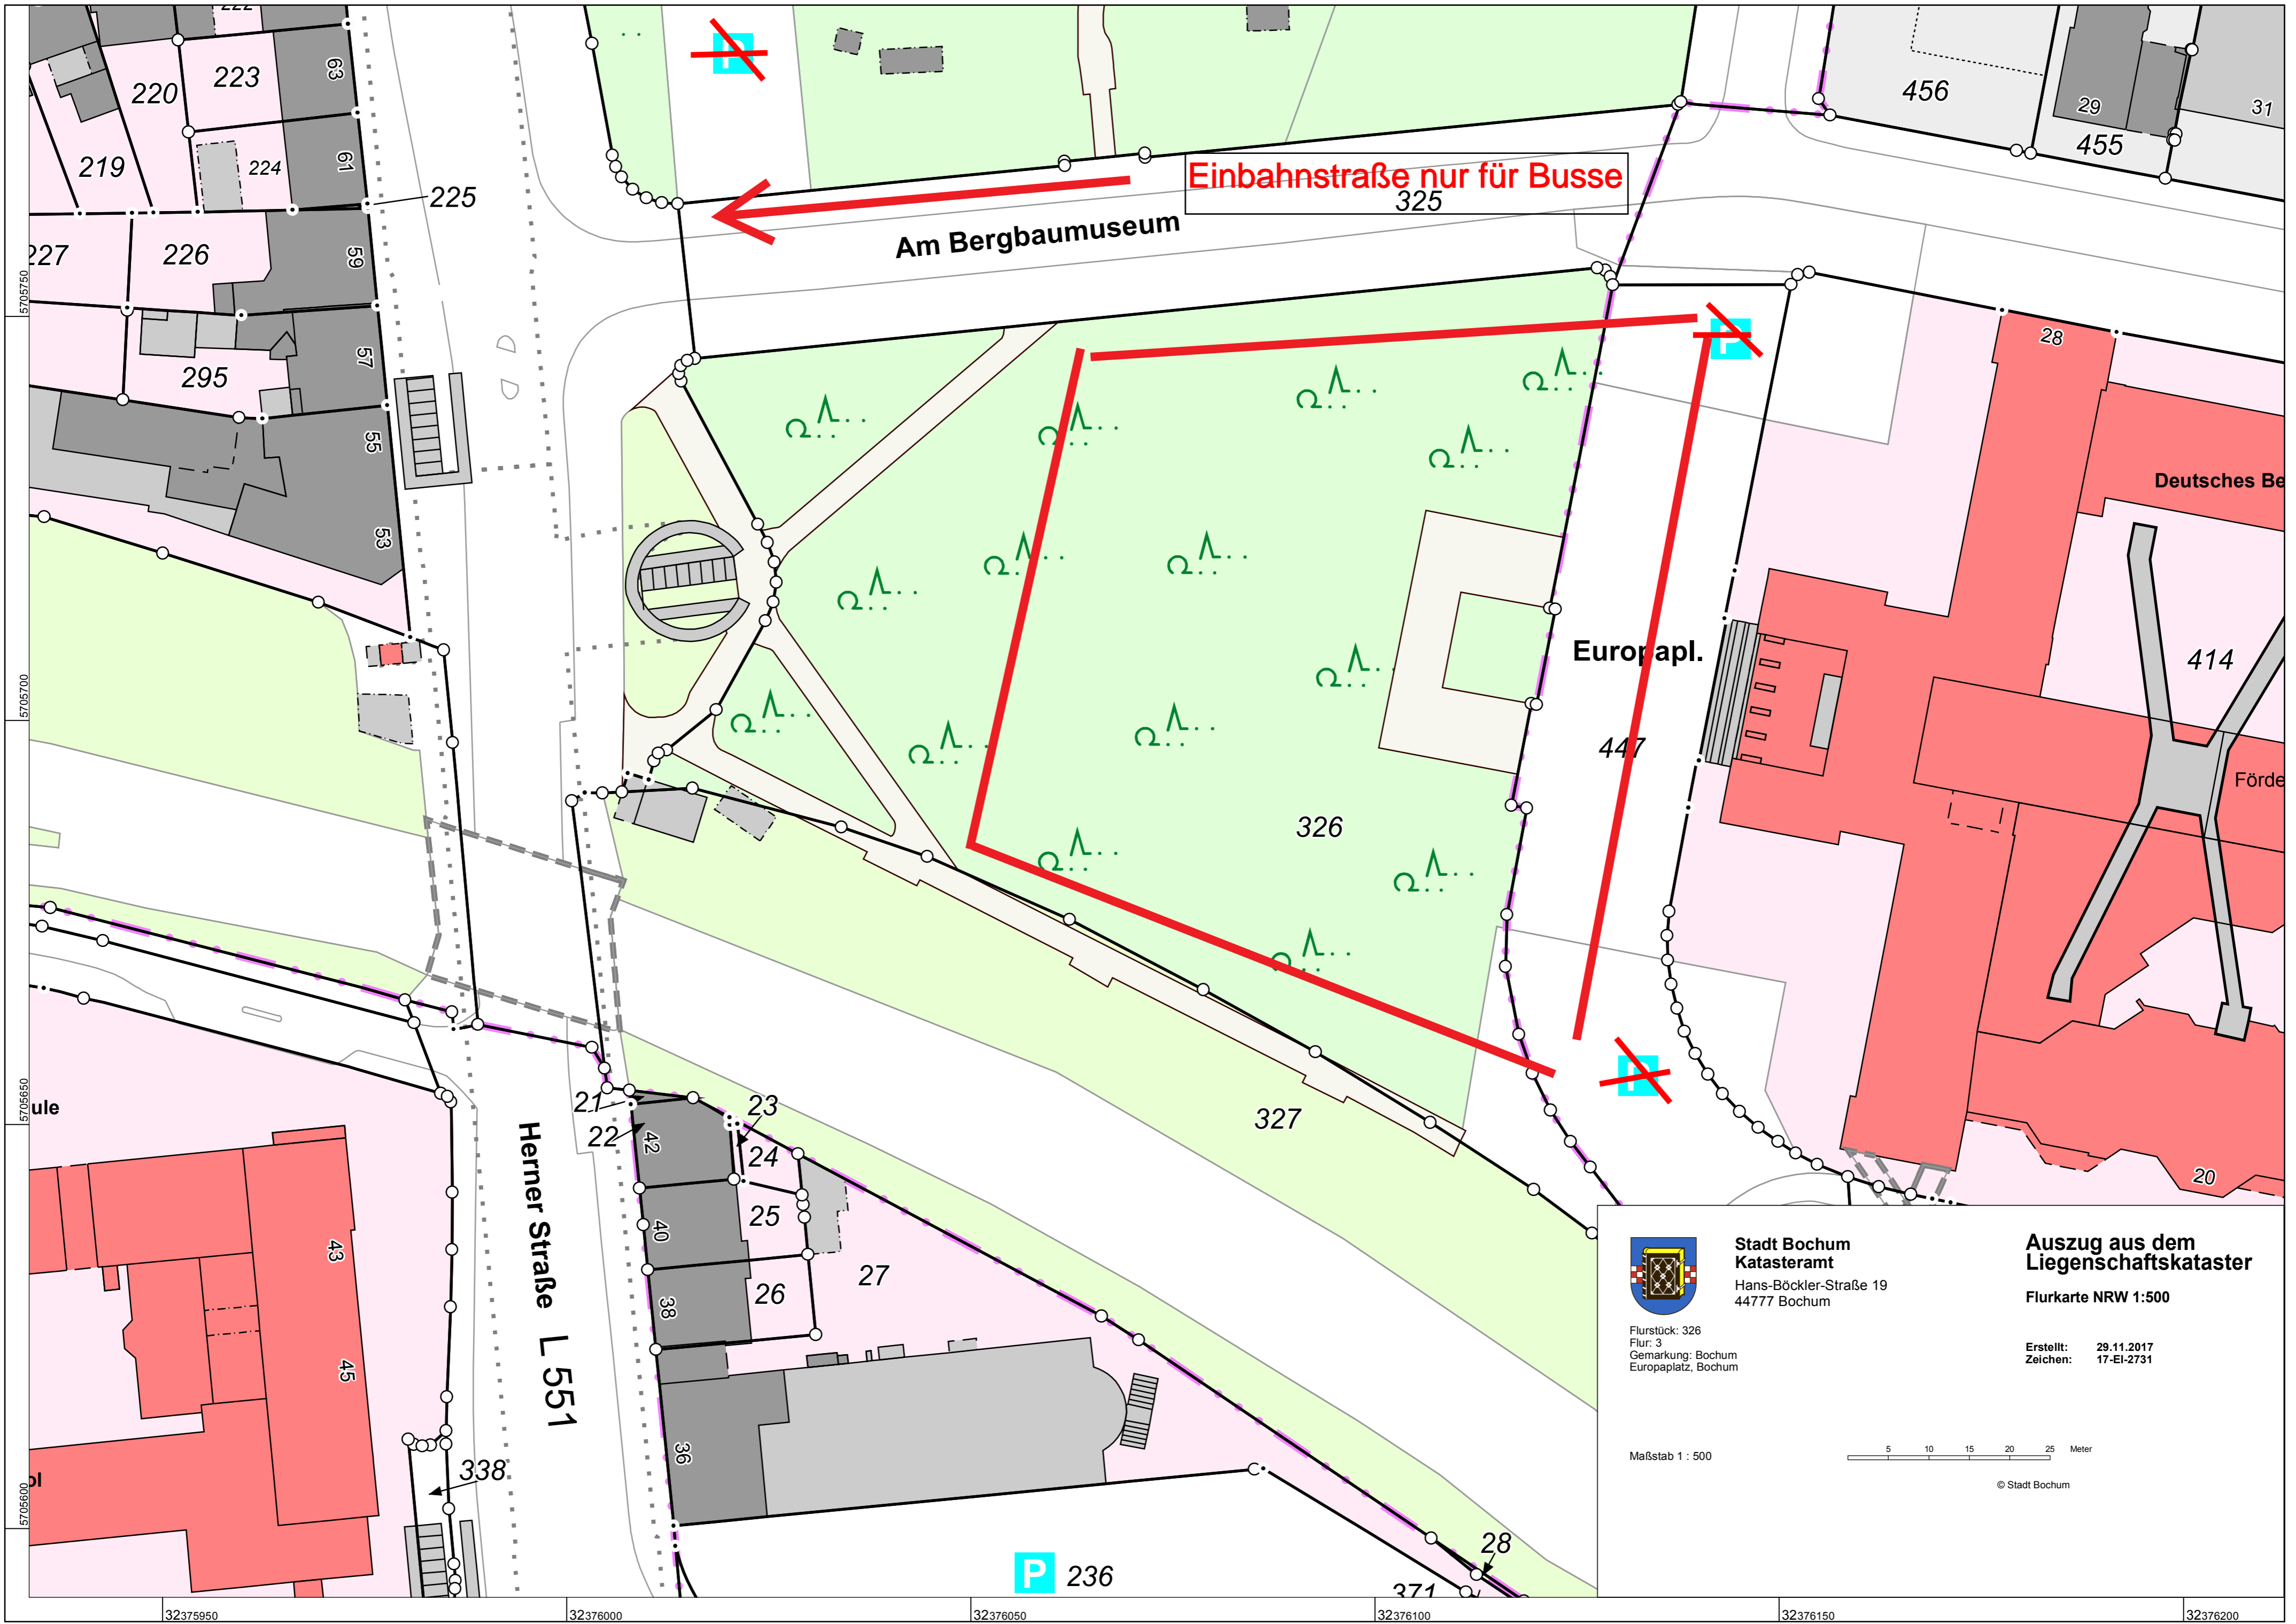 222
63
223
220
456
29
31
455
219
224
61
225
Einbahnstraße nur für Busse
325
Am Bergbaumuseum
227
226
59
5705750
57
295
28
55
Deutsches Be
53
Europapl.
414
5705700
447
Förde
326
5705650
ule
21
23
22
42
24
327
20
Herner Straße L 551
40
25
43
27
26
38
45
36
338
ol
5705600
P 236
28
371
Stadt Bochum
Katasteramt
Hans-Böckler-Straße 19
44777 Bochum
Auszug aus dem
Liegenschaftskataster
Flurkarte NRW 1:500
Flurstück: 326
Flur: 3
Gemarkung: Bochum
Europaplatz, Bochum
Erstellt: 29.11.2017
Zeichen: 17-EI-2731
Maßstab 1 : 500
5 10 15 20 25 Meter
© Stadt Bochum
32375950
32376000
32376050
32376100
32376150
32376200